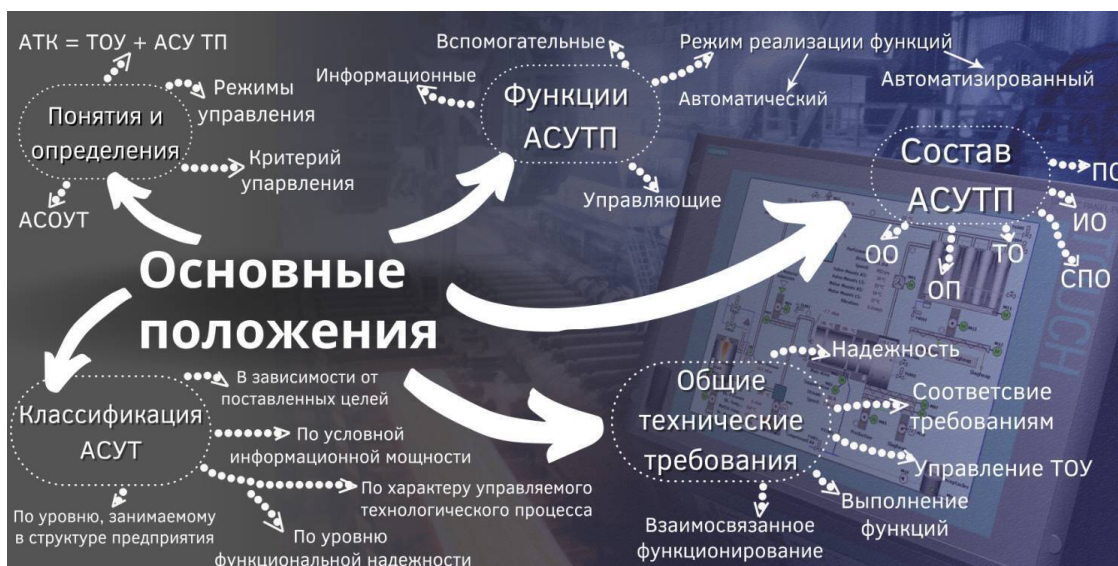 АТК = ТОУ + АСУ ТП
Понятия и
определения
Режимы
управления
Критерий
упарвления
АСОУТ
Вспомогательные
Информационные
Функции
АСУТП
Режим реализации функций
Автоматический
Автоматизированный
Управляющие
Состав
АСУТП
ПО
ИО
СПО
ТО
ОП
ОО
Основные
положения
Классификация
АСУТ
В зависимости от
поставленных целей
По условной
информационной мощности
По характеру управляемого
технологического процесса
По уровню
функциональной надежности
По уровню, занимаемому
в структуре предприятия
Общие
технические
требования
Надежность
Соответсвие
требованиям
Управление ТОУ
Выполнение
функций
Взаимосвязанное
функционирование
SIEMENS
TOUCH